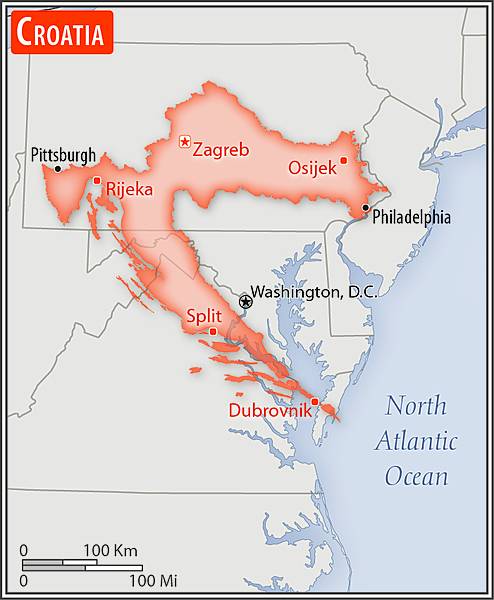 CROATIA
Pittsburgh
Zagreb
Osijek
Rijeka
Philadelphia
Washington, D.C.
Split
Dubrovnik
North
Atlantic
Ocean
0 100 Km
0 100 Mi